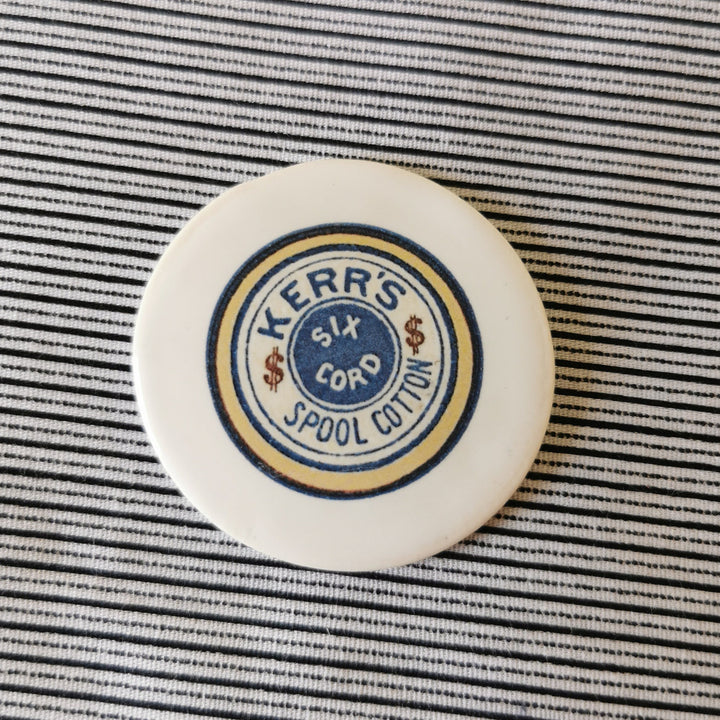 KERR'S
$ $
SIX
CORD
SPOOL COTTON